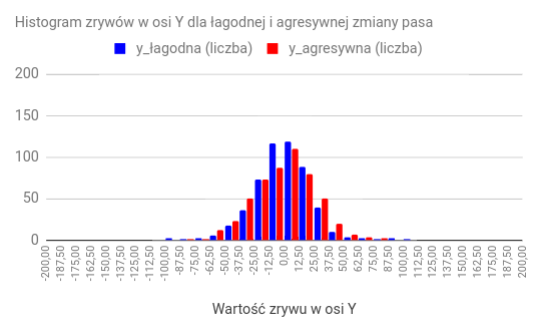 Histogram zrywów w osi Y dla łagodnej i agresywnej zmiany pasa
y_łagodna (liczba) y_agresywna (liczba)
200
150
100
50
0
-200,00 -187,50 -175,00 -162,50 -150,00 -137,50 -125,00 -112,50 -100,00 -87,50 -75,00 -62,50 -50,00 -37,50 -25,00 -12,50 0,00 12,50 25,00 37,50 50,00 62,50 75,00 87,50 100,00 112,50 125,00 137,50 150,00 162,50 175,00 187,50 200,00
Wartość zrywu w osi Y